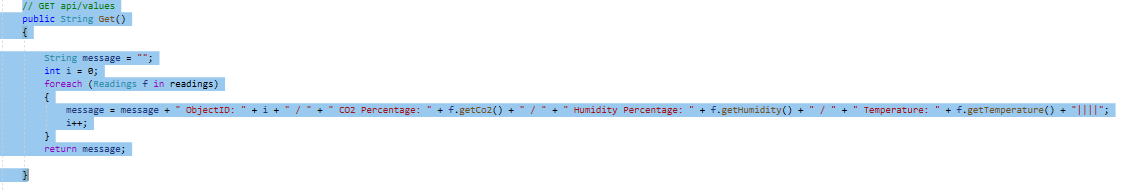 // GET api/values
public String Get()
{
String message = "";
int i = 0;
foreach (Readings f in readings)
{
message = message + " ObjectID: " + i + " / " + " CO2 Percentage: " + f.getCo2() + " / " + " Humidity Percentage: " + f.getHumidity() + " / " + " Temperature: " + f.getTemperature() + "||||";
i++;
}
return message;
}